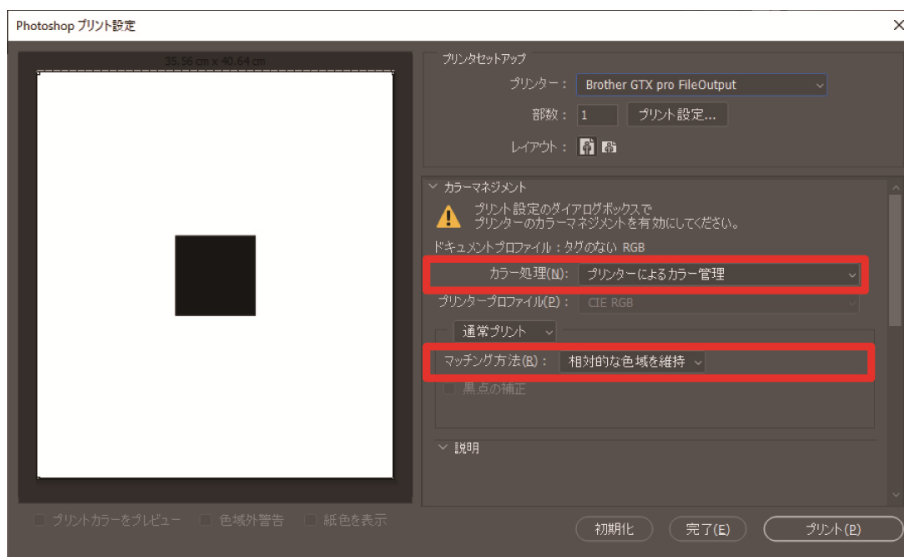 Photoshop プリント設定
35.56 cm x 40.64 cm
プリンタセットアップ
プリンター： Brother GTX pro FileOutput
部数： 1 プリント設定...
レイアウト：
カラーマネジメント
プリント設定のダイアログボックスで
プリンターのカラーマネジメントを有効にしてください。
ドキュメントプロファイル：タグのない RGB
カラー処理(N): プリンターによるカラー管理
プリンタープロファイル(P)： CIE RGB
通常プリント
マッチング方法(R)： 相対的な色域を維持
黒点の補正
説明
プリントカラーをプレビュー 色域外警告 紙色を表示
初期化 完了(E) プリント(P)